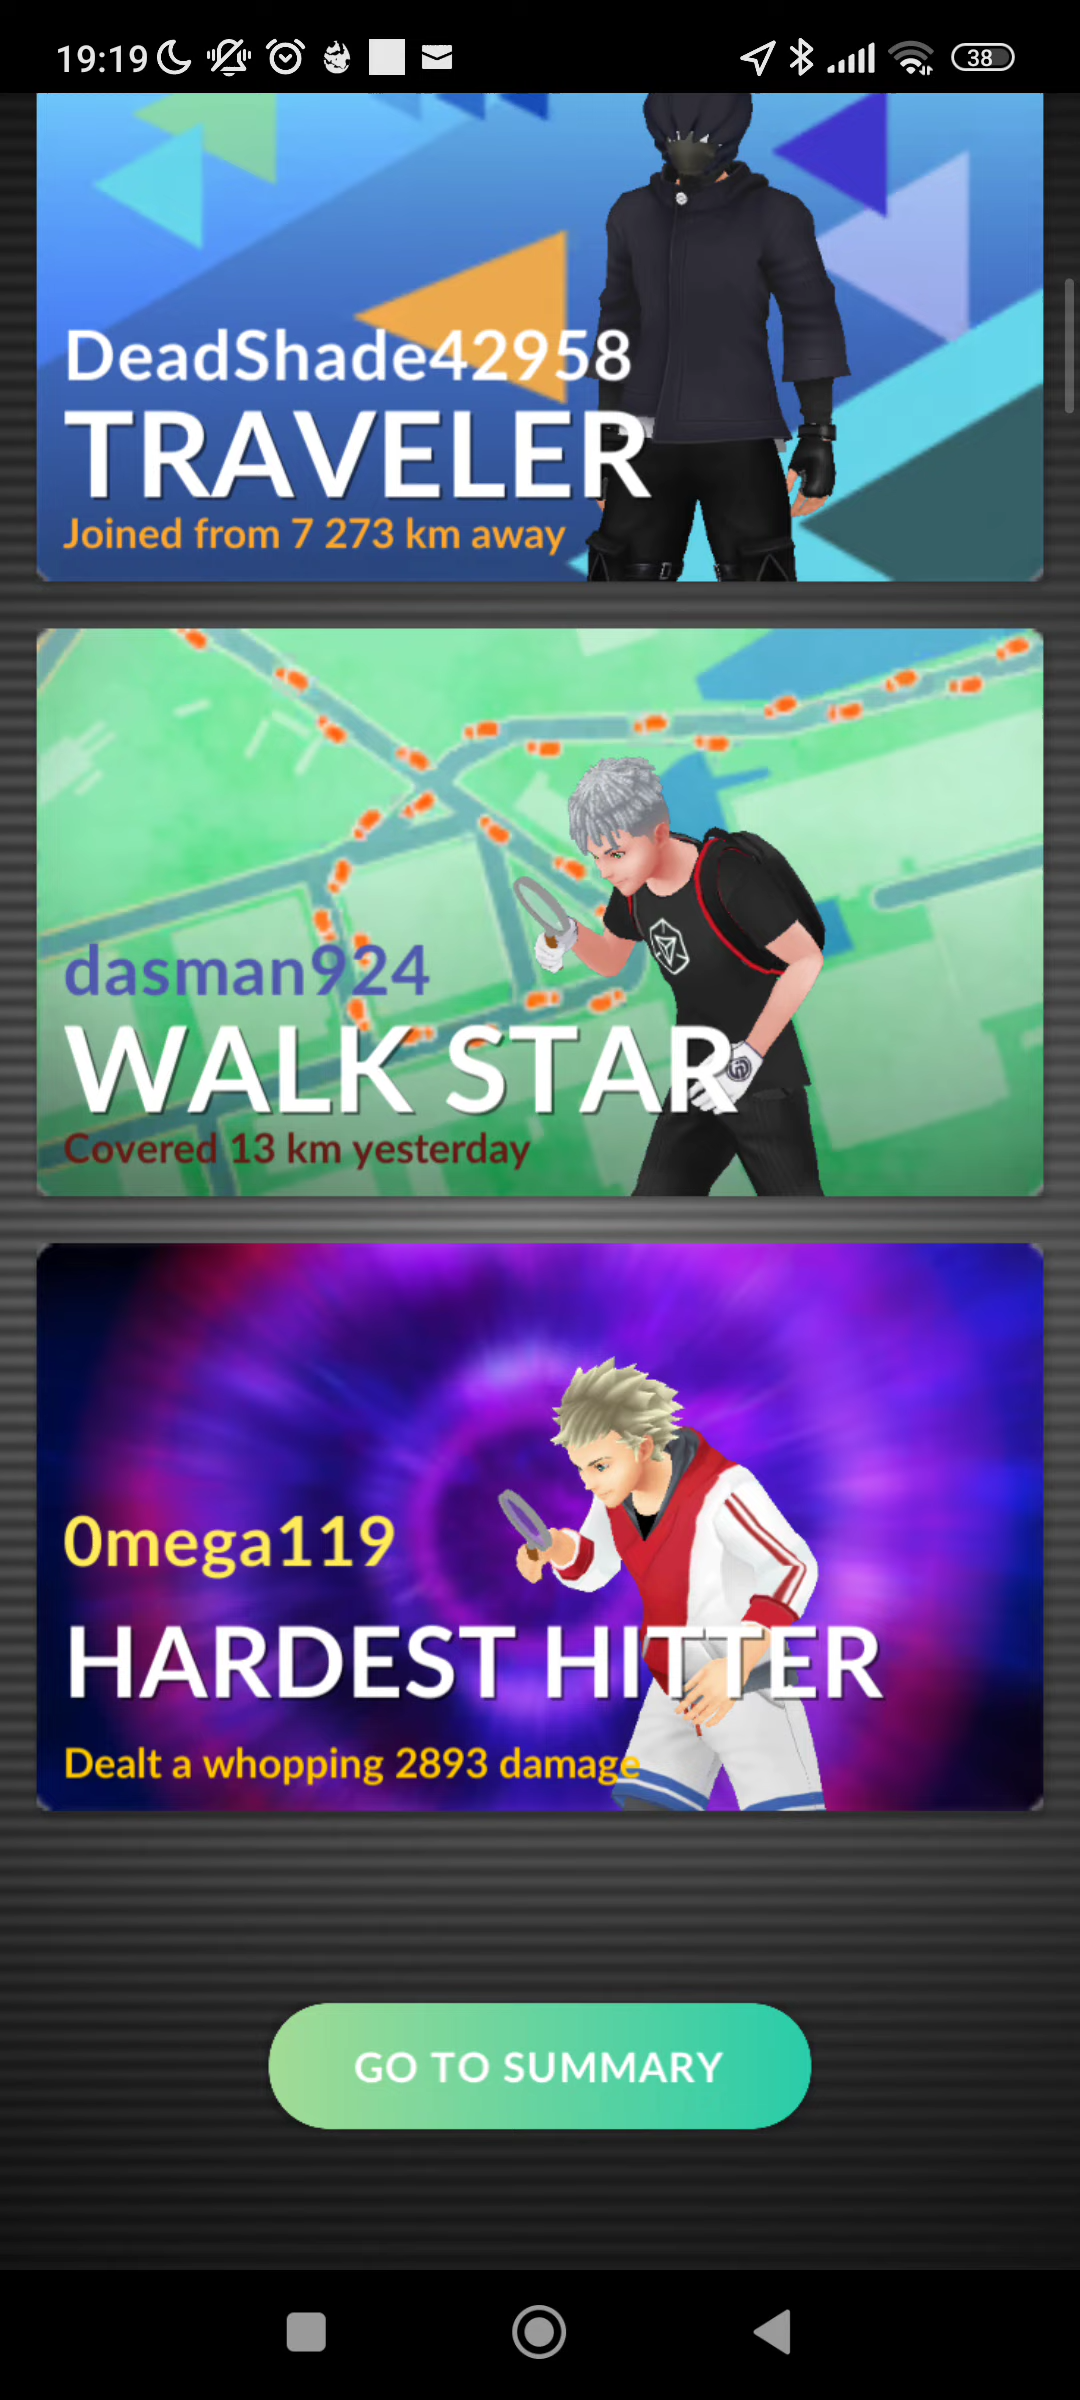 19:19
38
DeadShade42958
TRAVELER
Joined from 7 273 km away
dasman924
WALK STAR
Covered 13 km yesterday
0mega119
HARDEST HITTER
Dealt a whopping 2893 damage
GO TO SUMMARY